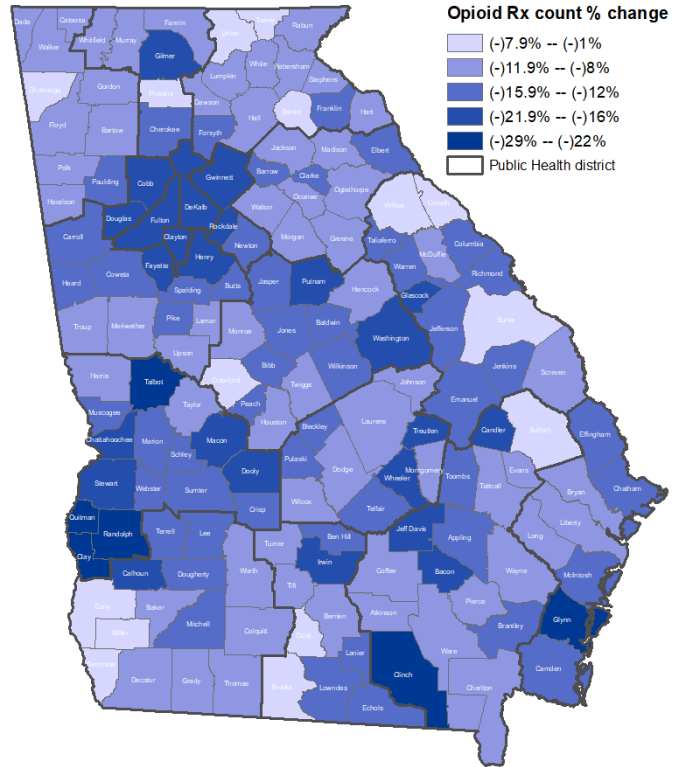 Opioid Rx count % change
(-)7.9% -- (-)1%
(-)11.9% -- (-)8%
(-)15.9% -- (-)12%
(-)21.9% -- (-)16%
(-)29% -- (-)22%
Public Health district
Dade
Catoosa
Fannin
Union
Towns
Rabun
Walker
Whitfield
Murray
Gilmer
White
Habersham
Lumpkin
Stephens
Chattooga
Gordon
Pickens
Dawson
Banks
Franklin
Hart
Floyd
Bartow
Cherokee
Forsyth
Hall
Jackson
Madison
Elbert
Polk
Paulding
Cobb
Gwinnett
Barrow
Clarke
Oglethorpe
Oconee
Haralson
Douglas
Fulton
DeKalb
Walton
Wilkes
Lincoln
Carroll
Clayton
Rockdale
Newton
Morgan
Greene
Taliaferro
McDuffie
Columbia
Fayette
Henry
Warren
Richmond
Heard
Coweta
Spalding
Butts
Jasper
Putnam
Hancock
Glascock
Troup
Meriwether
Pike
Lamar
Monroe
Jones
Baldwin
Washington
Jefferson
Burke
Upson
Bibb
Wilkinson
Jenkins
Screven
Harris
Talbot
Crawford
Twiggs
Johnson
Emanuel
Muscogee
Taylor
Peach
Houston
Laurens
Bleckley
Treutlen
Candler
Bulloch
Effingham
Chattahoochee
Marion
Macon
Schley
Dooly
Pulaski
Dodge
Montgomery
Wheeler
Toombs
Evans
Tattnall
Bryan
Chatham
Stewart
Webster
Sumter
Crisp
Wilcox
Telfair
Liberty
Long
Quitman
Randolph
Terrell
Lee
Turner
Ben Hill
Jeff Davis
Appling
Clay
Calhoun
Dougherty
Worth
Irwin
Tift
Coffee
Bacon
Wayne
McIntosh
Early
Baker
Mitchell
Colquitt
Berrien
Atkinson
Pierce
Miller
Cook
Brantley
Glynn
Ware
Seminole
Decatur
Grady
Thomas
Brooks
Lanier
Lowndes
Clinch
Echols
Charlton
Camden